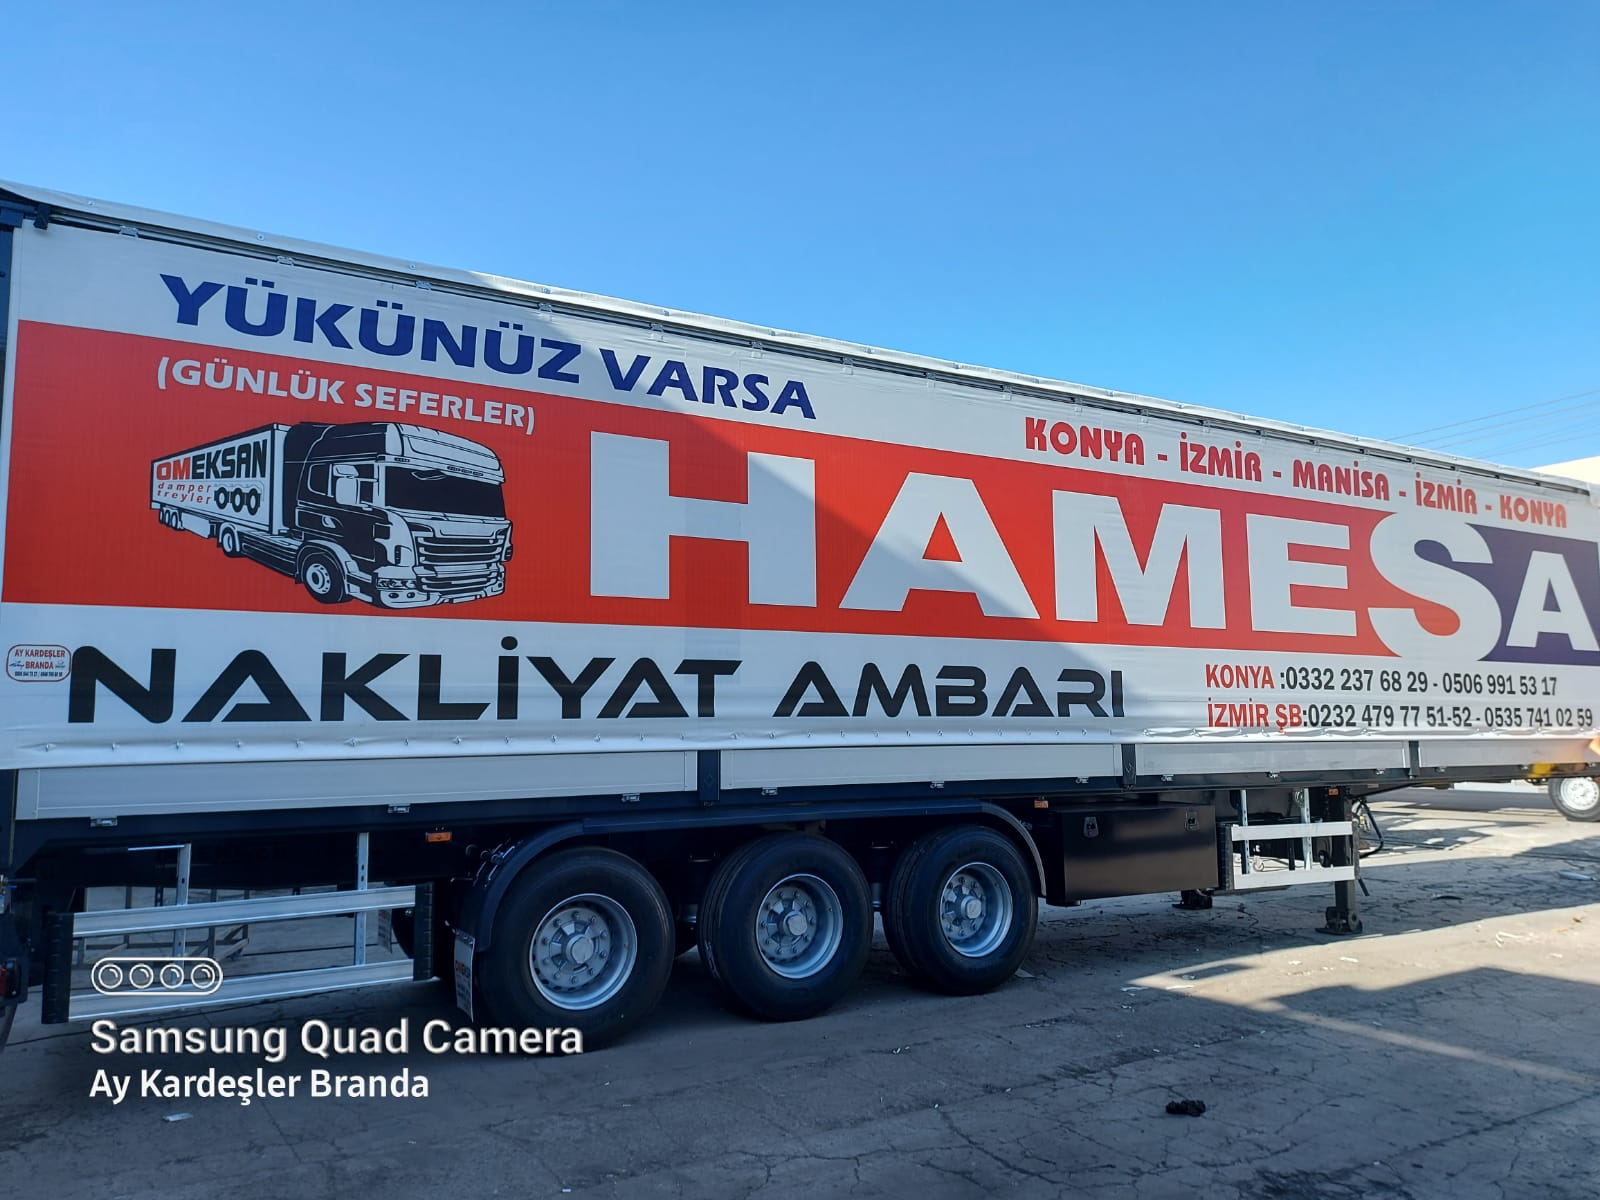 YÜKÜNÜZ VARSA
(GÜNLÜK SEFERLER)
KONYA - İZMİR - MANİSA - İZMİR - KONYA
OMEKSAN
damper
treyler
HAMESA
NAKLİYAT AMBARI
KONYA :0332 237 68 29 - 0506 991 53 17
İZMİR ŞB:0232 479 77 51-52 - 0535 741 02 59
AY KARDEŞLER
BRANDA
Samsung Quad Camera
Ay Kardeşler Branda